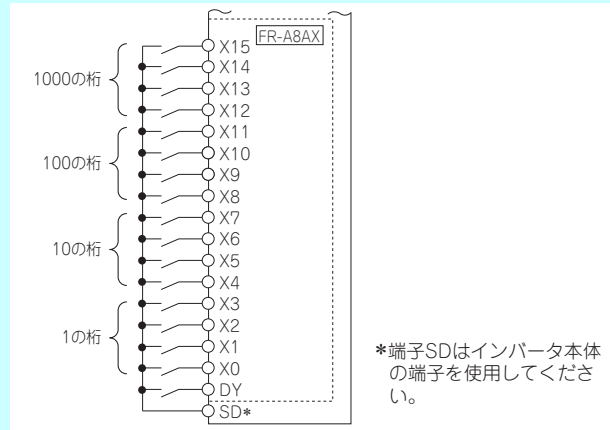 FR-A8AX
X15
X14
1000の桁
X13
X12
X11
X10
100の桁
X9
X8
X7
X6
10の桁
X5
X4
X3
X2
1の桁
X1
X0
DY
SD*
*端子SDはインバータ本体
の端子を使用してくださ
い。